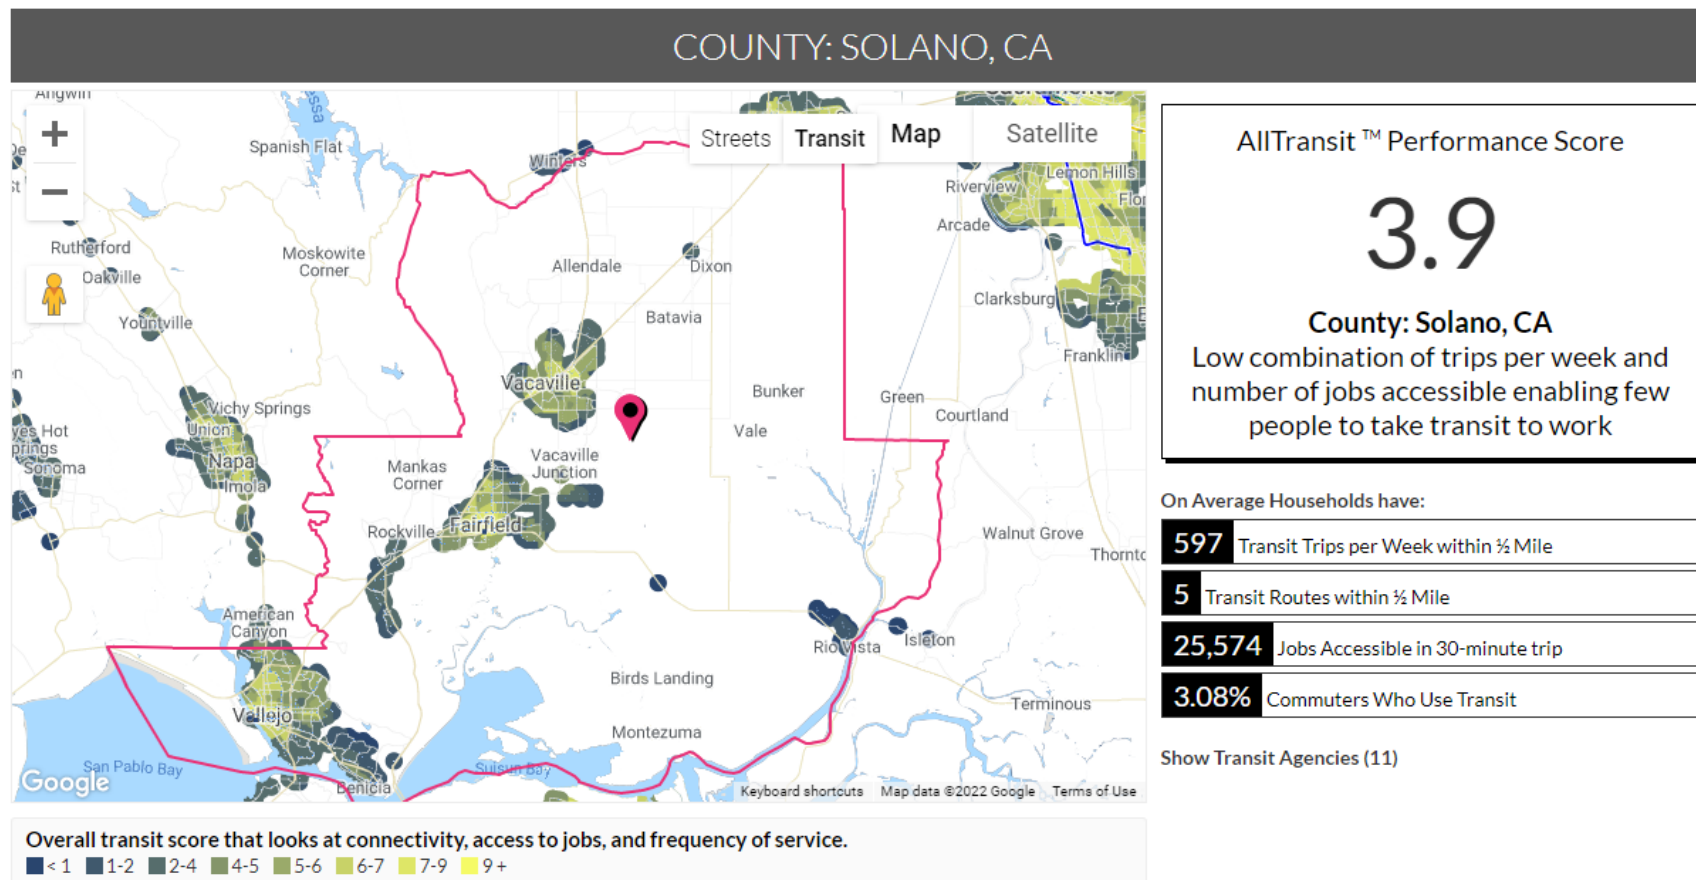 COUNTY: SOLANO, CA
Angwin
Spanish Flat
Winters
Streets
Transit
Map
Satellite
Sacramento
Riverview
Lemon Hills
Arcade
Rutherford
Oakville
Moskowite
Corner
Allendale
Dixon
Clarksburg
Yountville
Batavia
Franklin
Vacaville
Bunker
Green
Courtland
Vichy Springs
Union
Vale
Napa
Sonoma
Imola
Mankas
Corner
Vacaville
Junction
Rockville
Fairfield
Walnut Grove
American
Canyon
Rio Vista
Isleton
Birds Landing
Terminous
Vallejo
Montezuma
San Pablo Bay
Suisun Bay
Benicia
Google
Keyboard shortcuts
Map data ©2022 Google
Terms of Use
Overall transit score that looks at connectivity, access to jobs, and frequency of service.
< 1 1-2 2-4 4-5 5-6 6-7 7-9 9 +
AllTransit ™ Performance Score
3.9
County: Solano, CA
Low combination of trips per week and
number of jobs accessible enabling few
people to take transit to work
On Average Households have:
597 Transit Trips per Week within ½ Mile
5 Transit Routes within ½ Mile
25,574 Jobs Accessible in 30-minute trip
3.08% Commuters Who Use Transit
Show Transit Agencies (11)